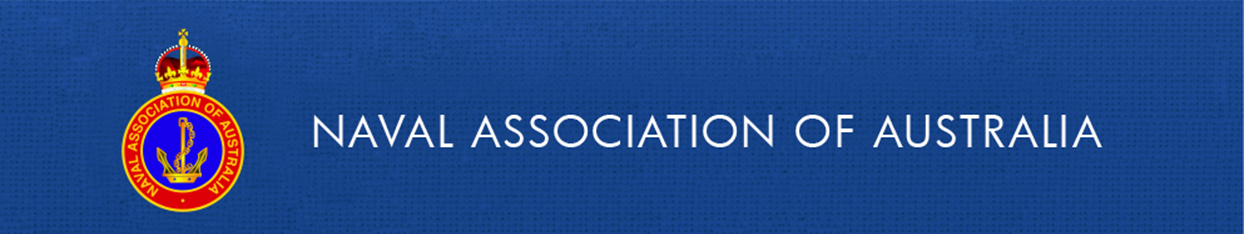 NAVAL ASSOCIATION OF AUSTRALIA
NAVAL ASSOCIATION OF AUSTRALIA